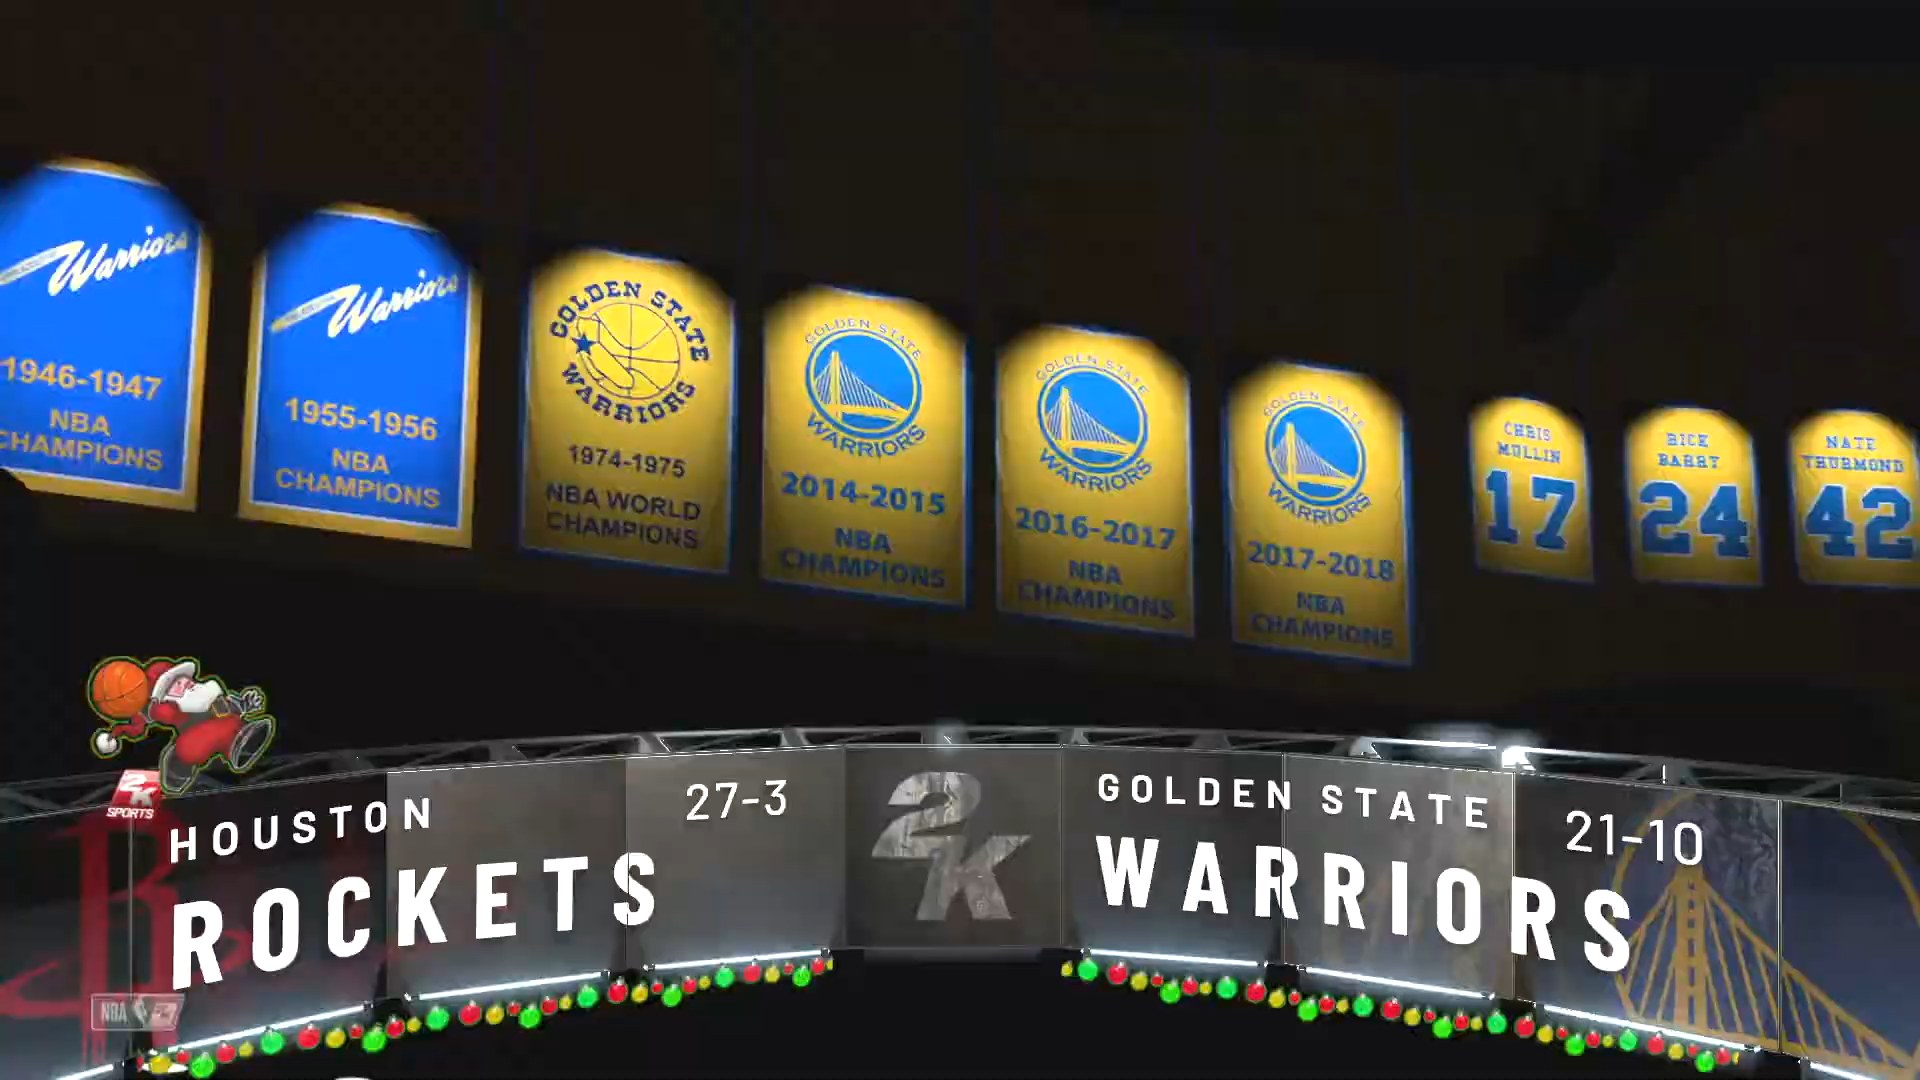 Warriors
1946-1947
NBA
CHAMPIONS
Warriors
1955-1956
NBA
CHAMPIONS
GOLDEN STATE
WARRIORS
1974-1975
NBA WORLD
CHAMPIONS
GOLDEN STATE
WARRIORS
2014-2015
NBA
CHAMPIONS
GOLDEN STATE
WARRIORS
2016-2017
NBA
CHAMPIONS
GOLDEN STATE
WARRIORS
2017-2018
NBA
CHAMPIONS
CHRIS
MULLIN
17
RICK
BARRY
24
NATE
THURMOND
42
2K
SPORTS
HOUSTON
ROCKETS
27-3
2K
GOLDEN STATE
WARRIORS
21-10
NBA